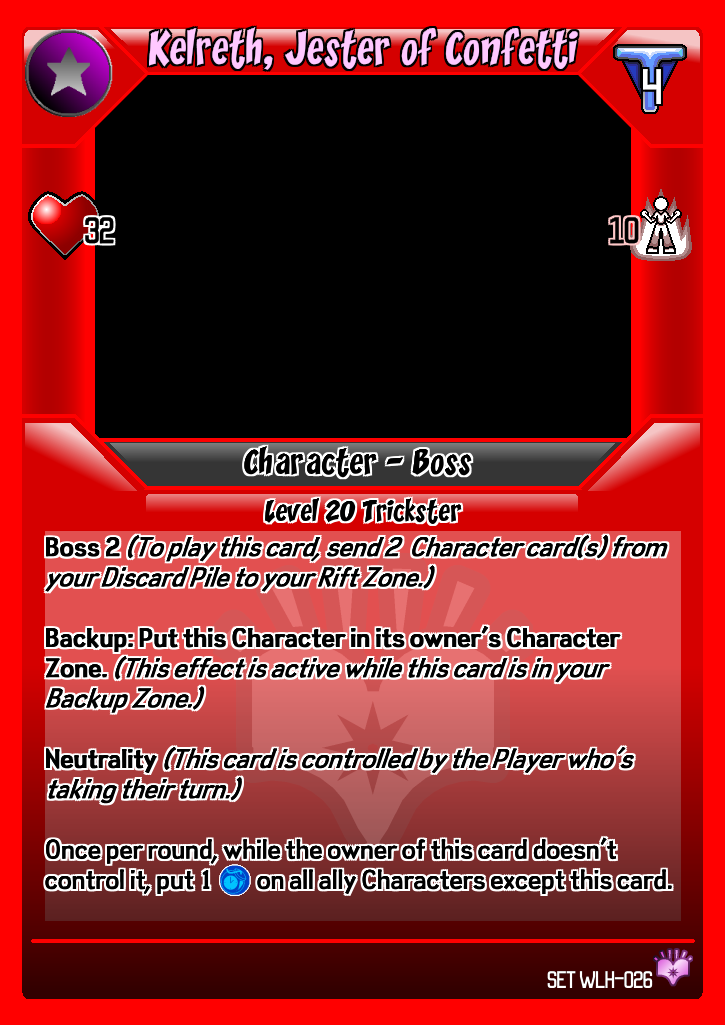 Kelreth, Jester of Confetti
4
32
10
Character - Boss
Level 20 Trickster
Boss 2 (To play this card, send 2 Character card(s) from
your Discard Pile to your Rift Zone.)
Backup: Put this Character in its owner's Character
Zone. (This effect is active while this card is in your
Backup Zone.)
Neutrality (This card is controlled by the Player who's
taking their turn.)
Once per round, while the owner of this card doesn't
control it, put 1 on all ally Characters except this card.
SET WLH-026